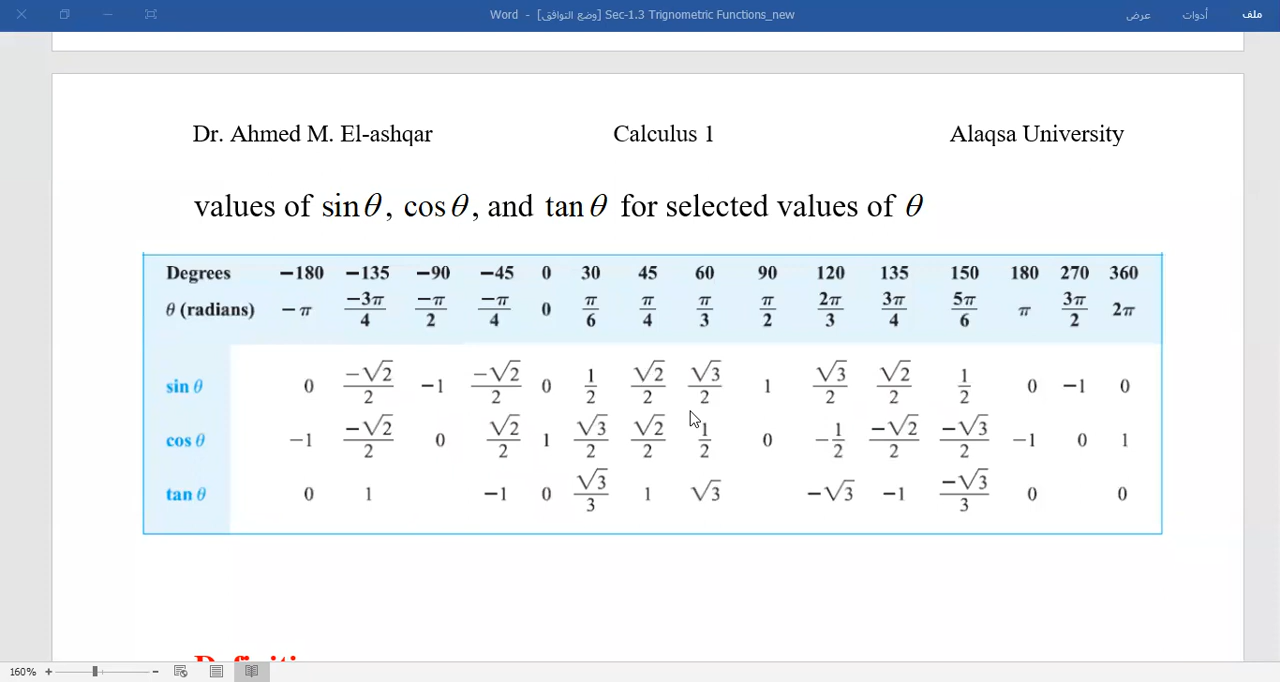 Word - [وضع التوافق] Sec-1.3 Trignometric Functions_new عرض أدوات ملف
Dr. Ahmed M. El-ashqar Calculus 1 Alaqsa University
values of sin θ, cos θ, and tan θ for selected values of θ
Degrees −180 −135 −90 −45 0 30 45 60 90 120 135 150 180 270 360
θ (radians) −π −3π/4 −π/2 −π/4 0 π/6 π/4 π/3 π/2 2π/3 3π/4 5π/6 π 3π/2 2π
sin θ 0 −√2/2 −1 −√2/2 0 1/2 √2/2 √3/2 1 √3/2 √2/2 1/2 0 −1 0
cos θ −1 −√2/2 0 √2/2 1 √3/2 √2/2 1/2 0 −1/2 −√2/2 −√3/2 −1 0 1
tan θ 0 1 −1 0 √3/3 1 √3 −√3 −1 −√3/3 0 0
160%